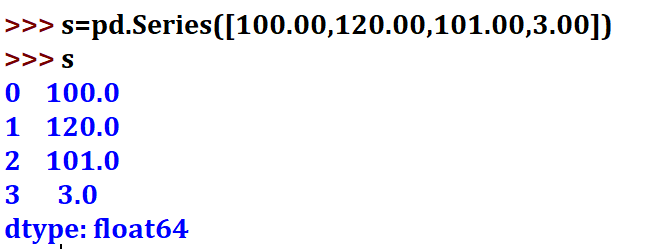 >>> s=pd.Series([100.00,120.00,101.00,3.00])
>>> s
0    100.0
1    120.0
2    101.0
3      3.0
dtype: float64